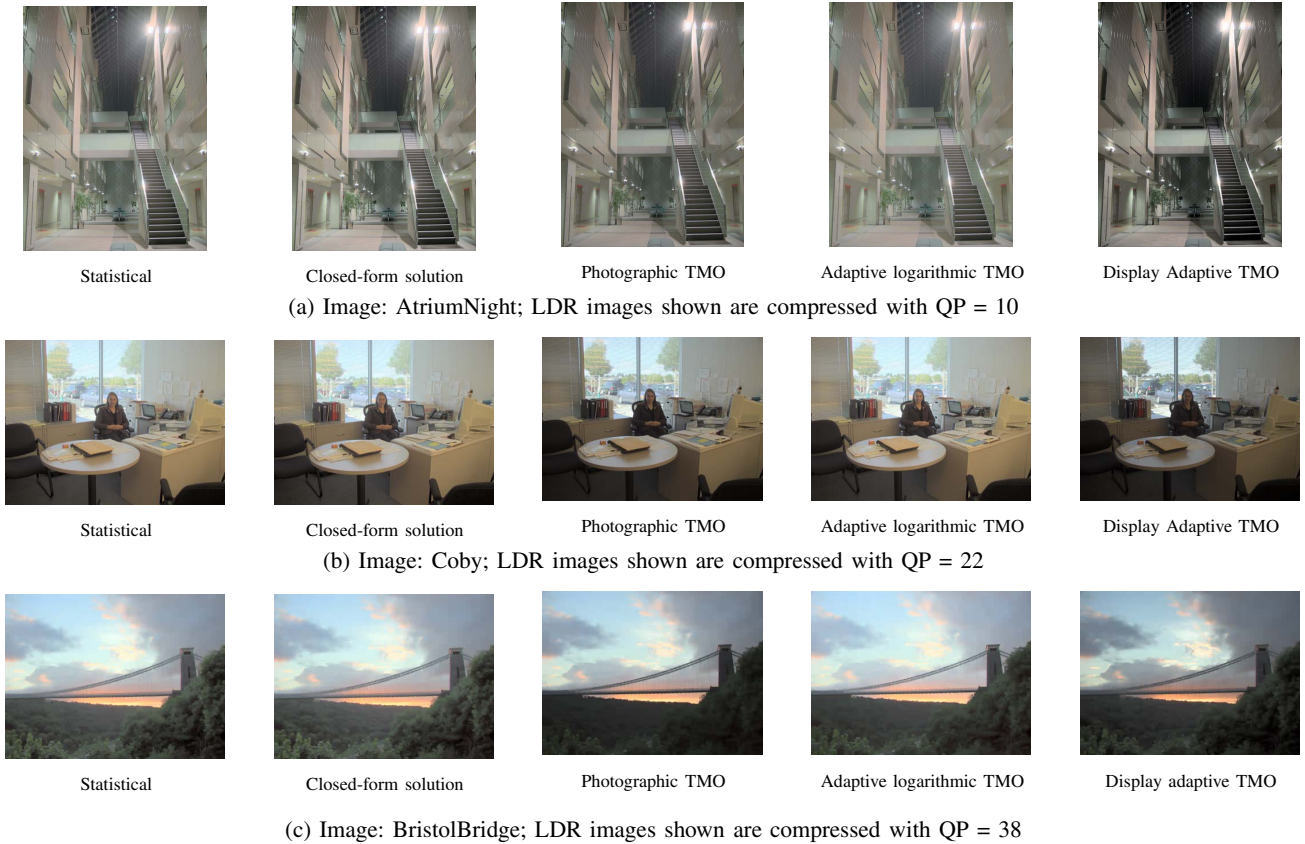 Statistical
Closed-form solution
Photographic TMO
Adaptive logarithmic TMO
Display Adaptive TMO
(a) Image: AtriumNight; LDR images shown are compressed with QP = 10
Statistical
Closed-form solution
Photographic TMO
Adaptive logarithmic TMO
Display Adaptive TMO
(b) Image: Coby; LDR images shown are compressed with QP = 22
Statistical
Closed-form solution
Photographic TMO
Adaptive logarithmic TMO
Display adaptive TMO
(c) Image: BristolBridge; LDR images shown are compressed with QP = 38